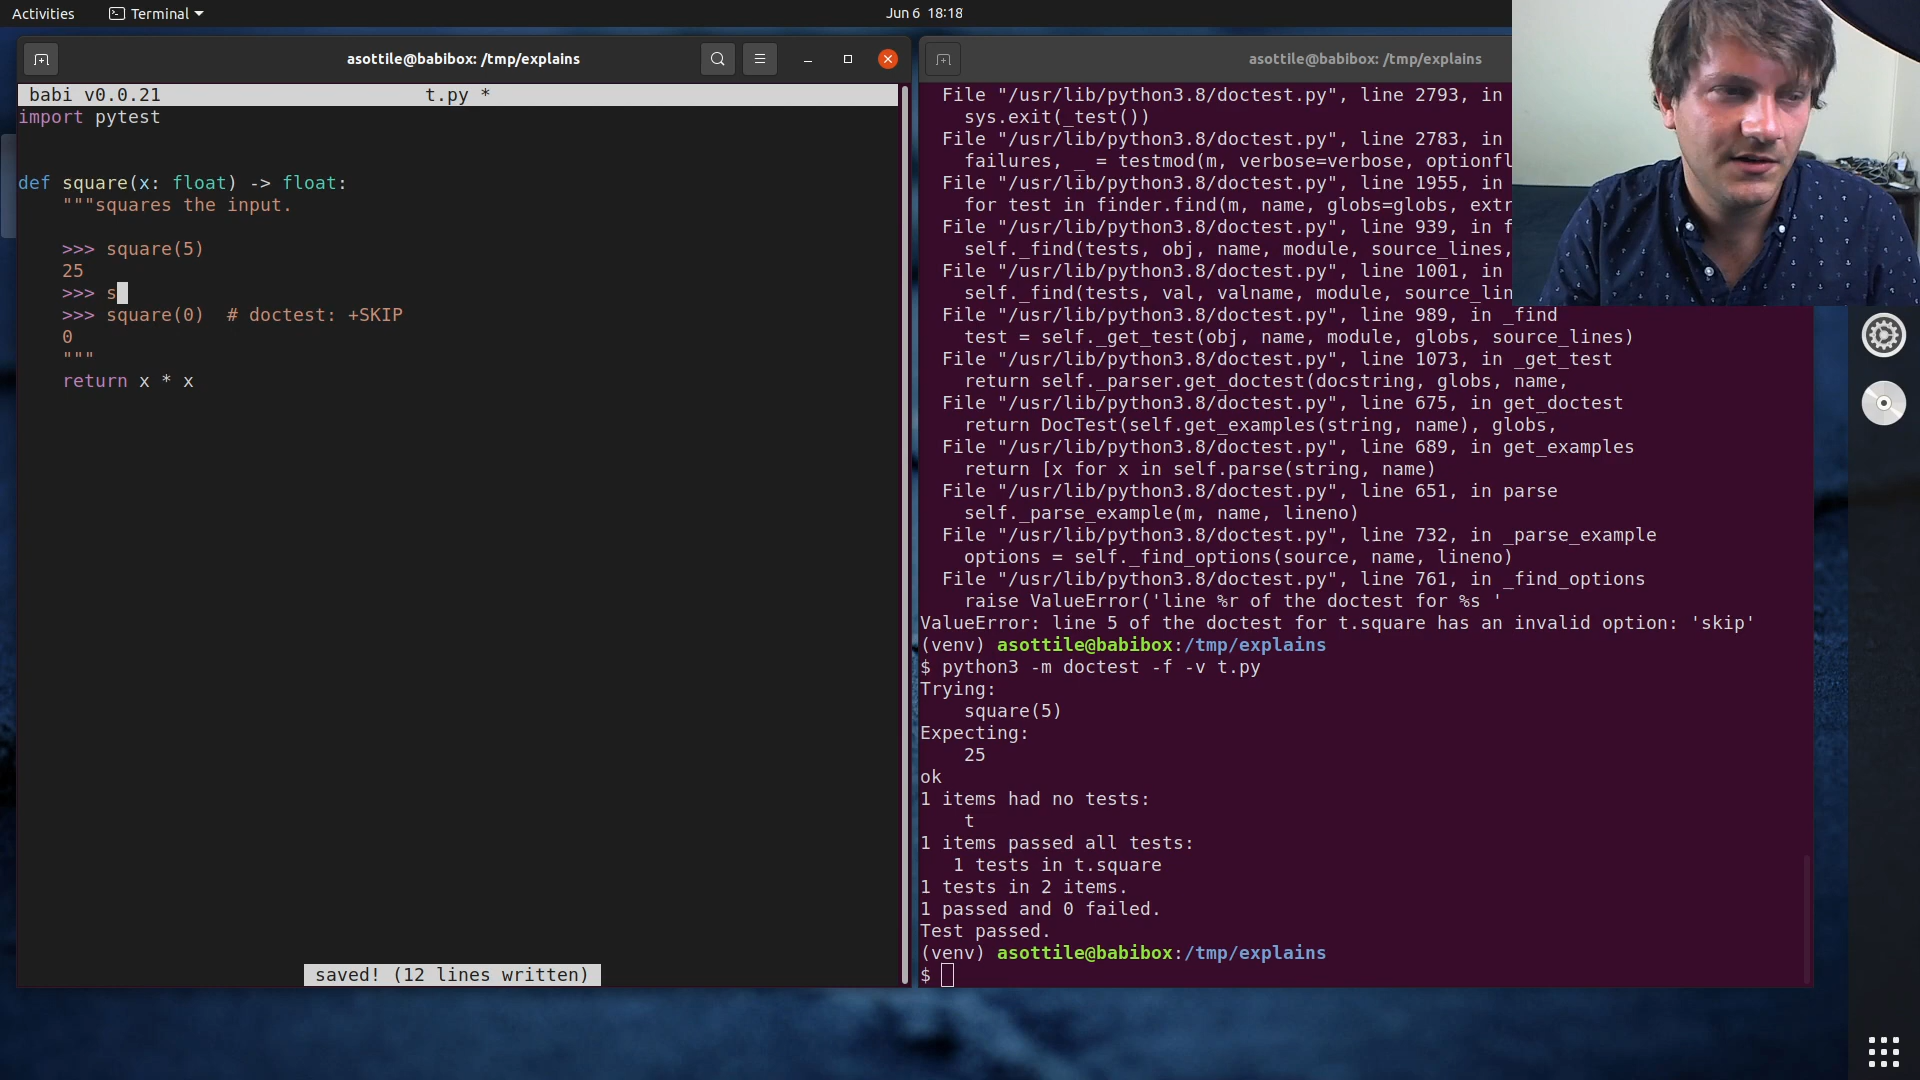 Activities
Terminal
Jun 6 18:18
asottile@babibox: /tmp/explains
babi v0.0.21 t.py *
import pytest
def square(x: float) -> float:
"""squares the input.
>>> square(5)
25
>>> s
>>> square(0)  # doctest: +SKIP
0
"""
return x * x
saved! (12 lines written)
asottile@babibox: /tmp/explains
File "/usr/lib/python3.8/doctest.py", line 2793, in
sys.exit(_test())
File "/usr/lib/python3.8/doctest.py", line 2783, in
failures, _ = testmod(m, verbose=verbose, optionfl
File "/usr/lib/python3.8/doctest.py", line 1955, in
for test in finder.find(m, name, globs=globs, extr
File "/usr/lib/python3.8/doctest.py", line 939, in f
self._find(tests, obj, name, module, source_lines,
File "/usr/lib/python3.8/doctest.py", line 1001, in
self._find(tests, val, valname, module, source_lin
File "/usr/lib/python3.8/doctest.py", line 989, in _find
test = self._get_test(obj, name, module, globs, source_lines)
File "/usr/lib/python3.8/doctest.py", line 1073, in _get_test
return self._parser.get_doctest(docstring, globs, name,
File "/usr/lib/python3.8/doctest.py", line 675, in get_doctest
return DocTest(self.get_examples(string, name), globs,
File "/usr/lib/python3.8/doctest.py", line 689, in get_examples
return [x for x in self.parse(string, name)
File "/usr/lib/python3.8/doctest.py", line 651, in parse
self._parse_example(m, name, lineno)
File "/usr/lib/python3.8/doctest.py", line 732, in _parse_example
options = self._find_options(source, name, lineno)
File "/usr/lib/python3.8/doctest.py", line 761, in _find_options
raise ValueError('line %r of the doctest for %s '
ValueError: line 5 of the doctest for t.square has an invalid option: 'skip'
(venv) asottile@babibox:/tmp/explains
$ python3 -m doctest -f -v t.py
Trying:
square(5)
Expecting:
25
ok
1 items had no tests:
t
1 items passed all tests:
1 tests in t.square
1 tests in 2 items.
1 passed and 0 failed.
Test passed.
(venv) asottile@babibox:/tmp/explains
$